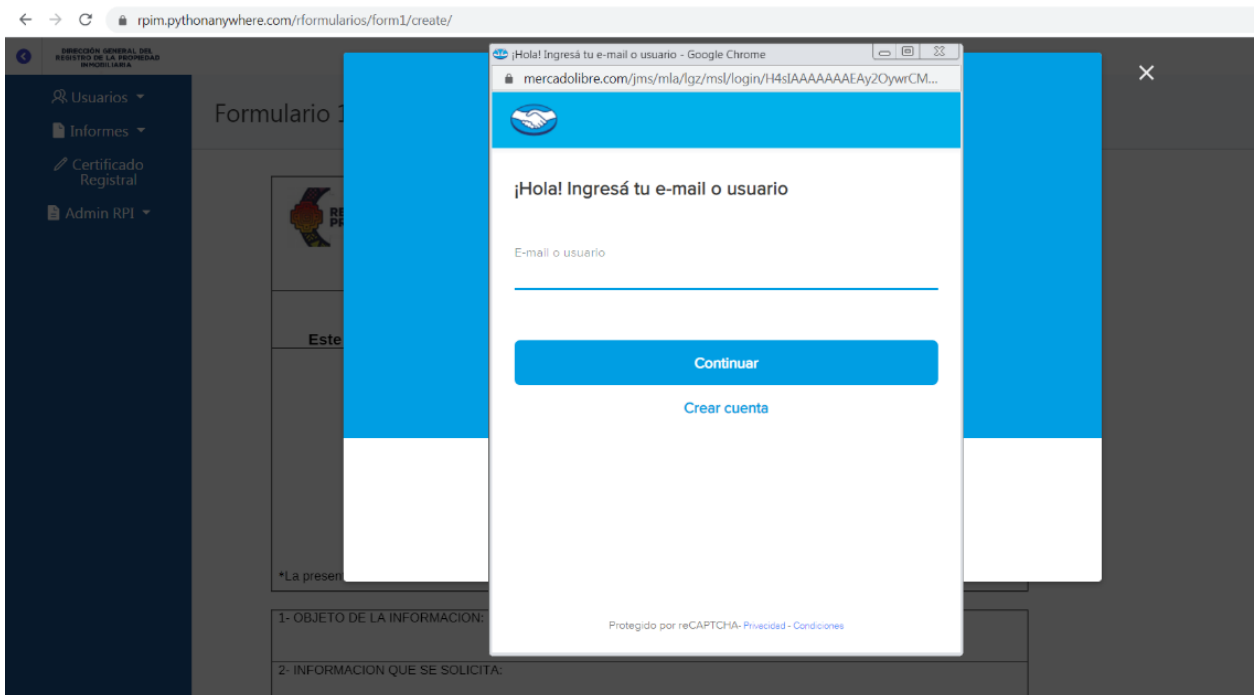 rpim.pythonanywhere.com/rformularios/form1/create/
DIRECCIÓN GENERAL DEL
REGISTRO DE LA PROPIEDAD
INMOBILIARIA
Usuarios
Informes
Certificado
Registral
Admin RPI
Formulario 1
RE
PR
Este
*La presen
1- OBJETO DE LA INFORMACION:
2- INFORMACION QUE SE SOLICITA:
¡Hola! Ingresá tu e-mail o usuario - Google Chrome
mercadolibre.com/jms/mla/lgz/msl/login/H4sIAAAAAAAEAy2OywrCM...
¡Hola! Ingresá tu e-mail o usuario
E-mail o usuario
Continuar
Crear cuenta
Protegido por reCAPTCHA- Privacidad - Condiciones